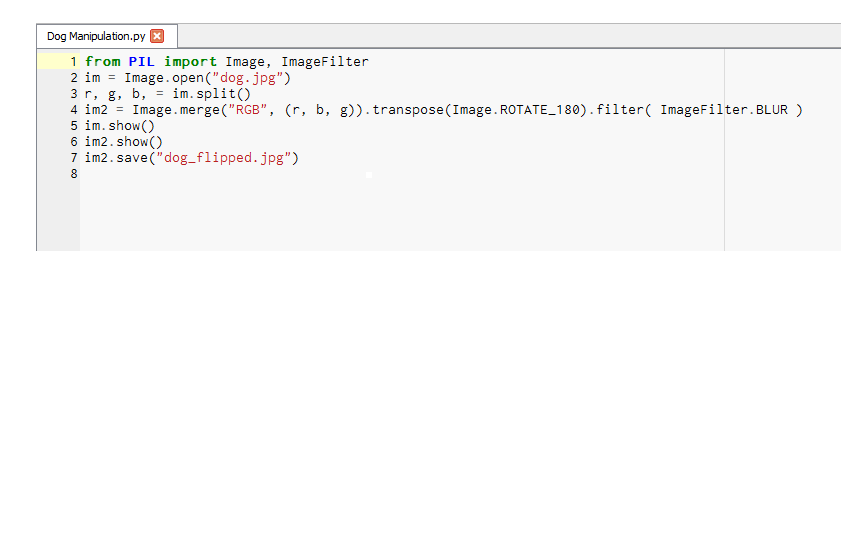 Dog Manipulation.py
1 from PIL import Image, ImageFilter
2 im = Image.open("dog.jpg")
3 r, g, b, = im.split()
4 im2 = Image.merge("RGB", (r, b, g)).transpose(Image.ROTATE_180).filter( ImageFilter.BLUR )
5 im.show()
6 im2.show()
7 im2.save("dog_flipped.jpg")
8